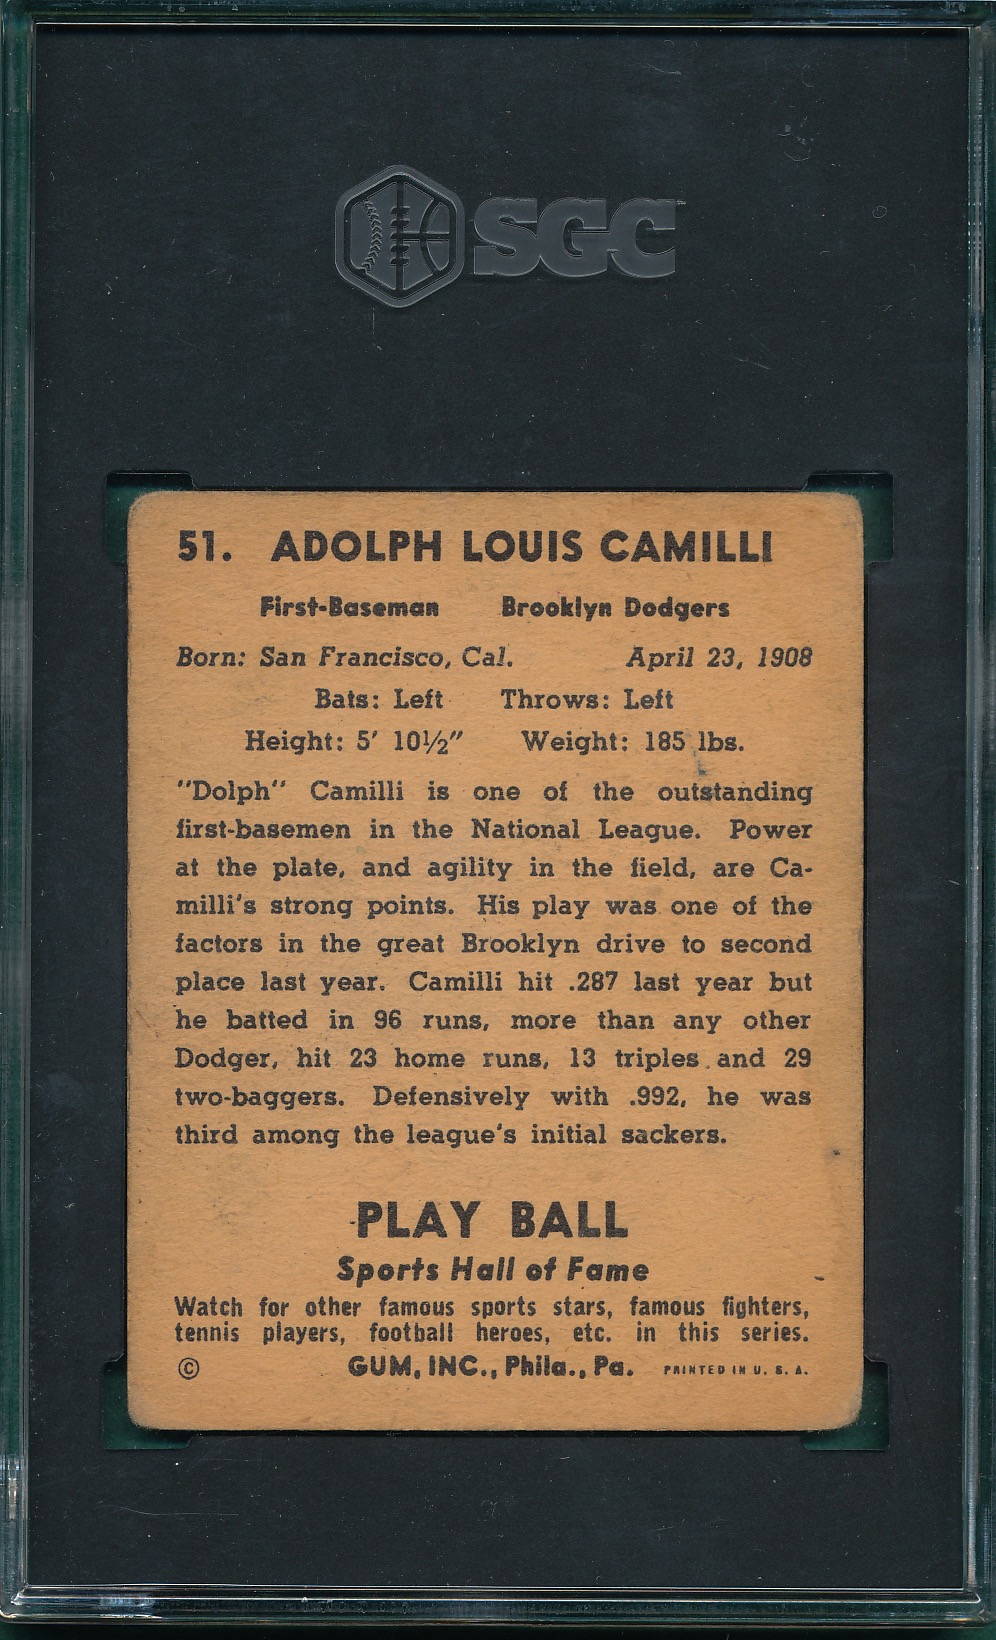 SGC
51. ADOLPH LOUIS CAMILLI
First-Baseman Brooklyn Dodgers
Born: San Francisco, Cal. April 23, 1908
Bats: Left Throws: Left
Height: 5' 10½" Weight: 185 lbs.
"Dolph" Camilli is one of the outstanding
first-basemen in the National League. Power
at the plate, and agility in the field, are Ca-
milli's strong points. His play was one of the
factors in the great Brooklyn drive to second
place last year. Camilli hit .287 last year but
he batted in 96 runs, more than any other
Dodger, hit 23 home runs, 13 triples and 29
two-baggers. Defensively with .992, he was
third among the league's initial sackers.
PLAY BALL
Sports Hall of Fame
Watch for other famous sports stars, famous fighters,
tennis players, football heroes, etc. in this series.
© GUM, INC., Phila., Pa. PRINTED IN U. S. A.